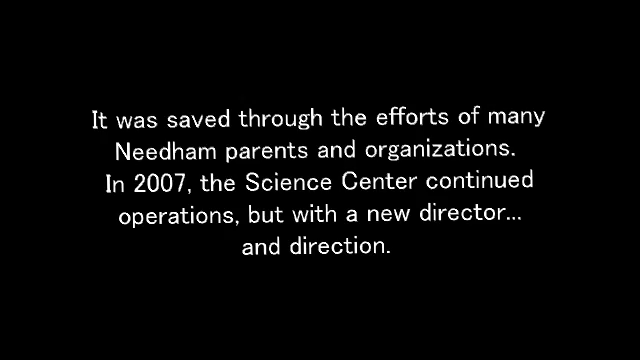 It was saved through the efforts of many
Needham parents and organizations.
In 2007, the Science Center continued
operations, but with a new director...
and direction.